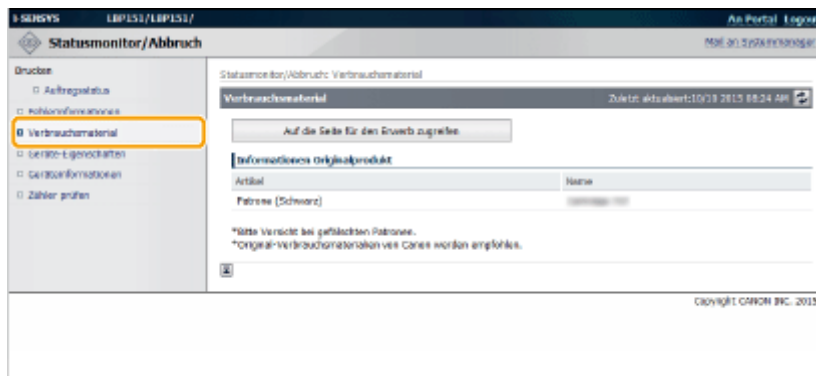 i-SENSYS LBP151/LBP151/ An Portal Logou
Statusmonitor/Abbruch Mail an Systemmanager
Drucken
Auftragsstatus
Fehlerinformationen
Verbrauchsmaterial
Geräte-Eigenschaften
Geräteinformationen
Zähler prüfen
Statusmonitor/Abbruch: Verbrauchsmaterial
Verbrauchsmaterial Zuletzt aktualisiert:10/10 2015 08:24 AM
Auf die Seite für den Erwerb zugreifen
Informationen Originalprodukt
Artikel Name
Patrone (Schwarz)
*Bitte Vorsicht bei gefälschten Patronen.
*Original-Verbrauchsmaterialien von Canon werden empfohlen.
Copyright CANON INC. 2015